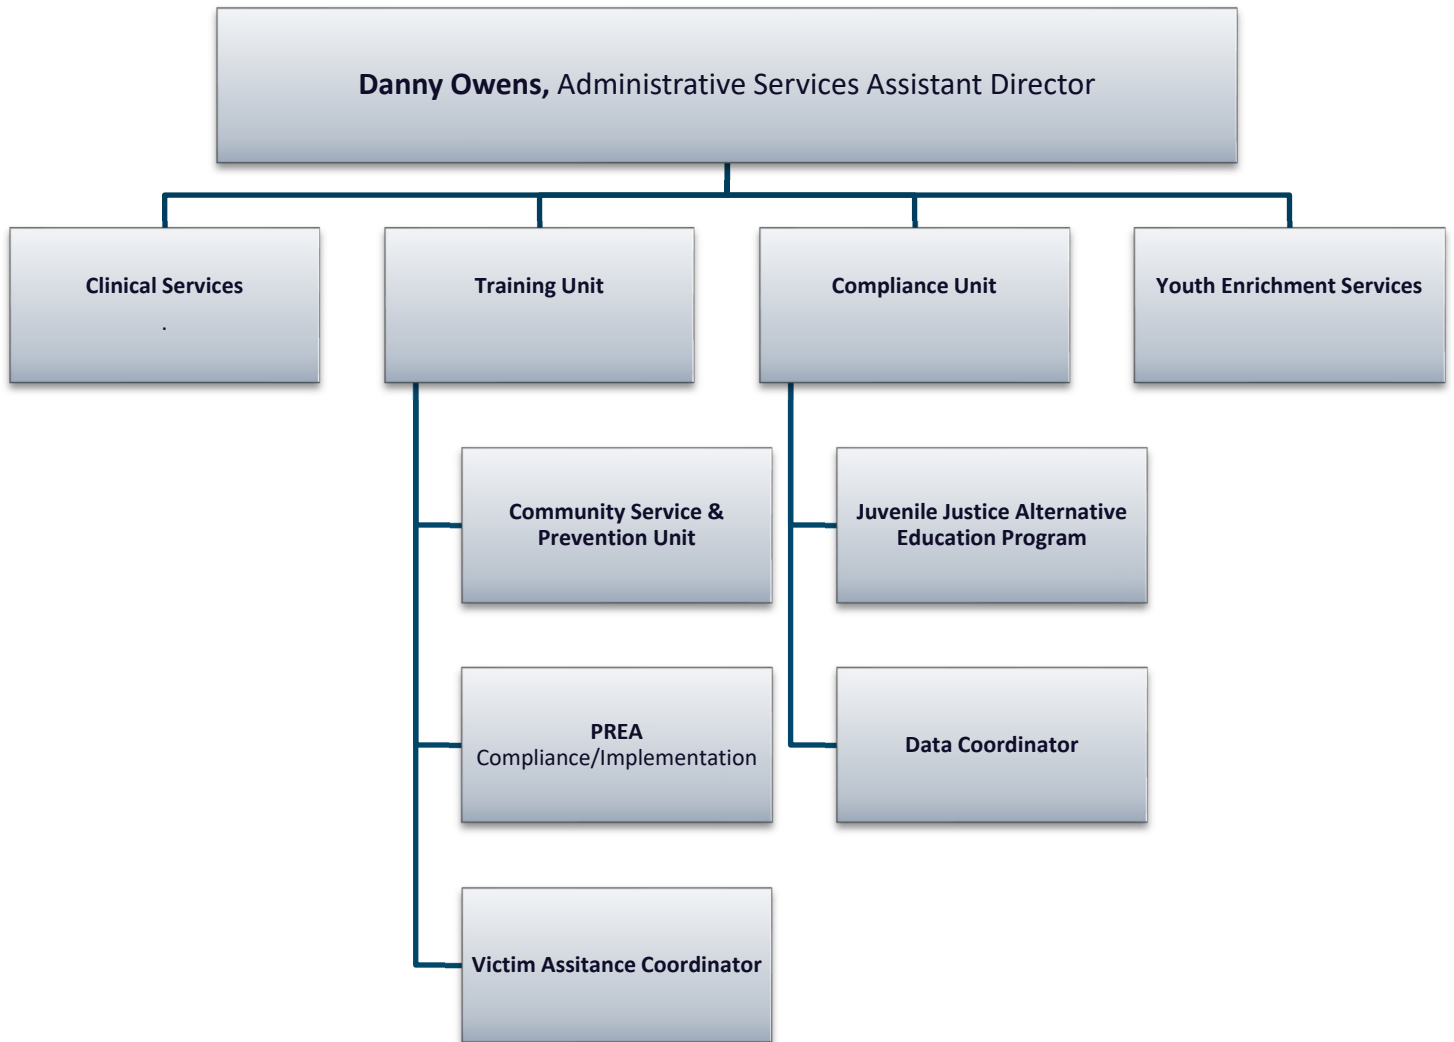 Danny Owens, Administrative Services Assistant Director
Clinical Services
.
Training Unit
Compliance Unit
Youth Enrichment Services
Community Service &
Prevention Unit
Juvenile Justice Alternative
Education Program
PREA
Compliance/Implementation
Data Coordinator
Victim Assitance Coordinator